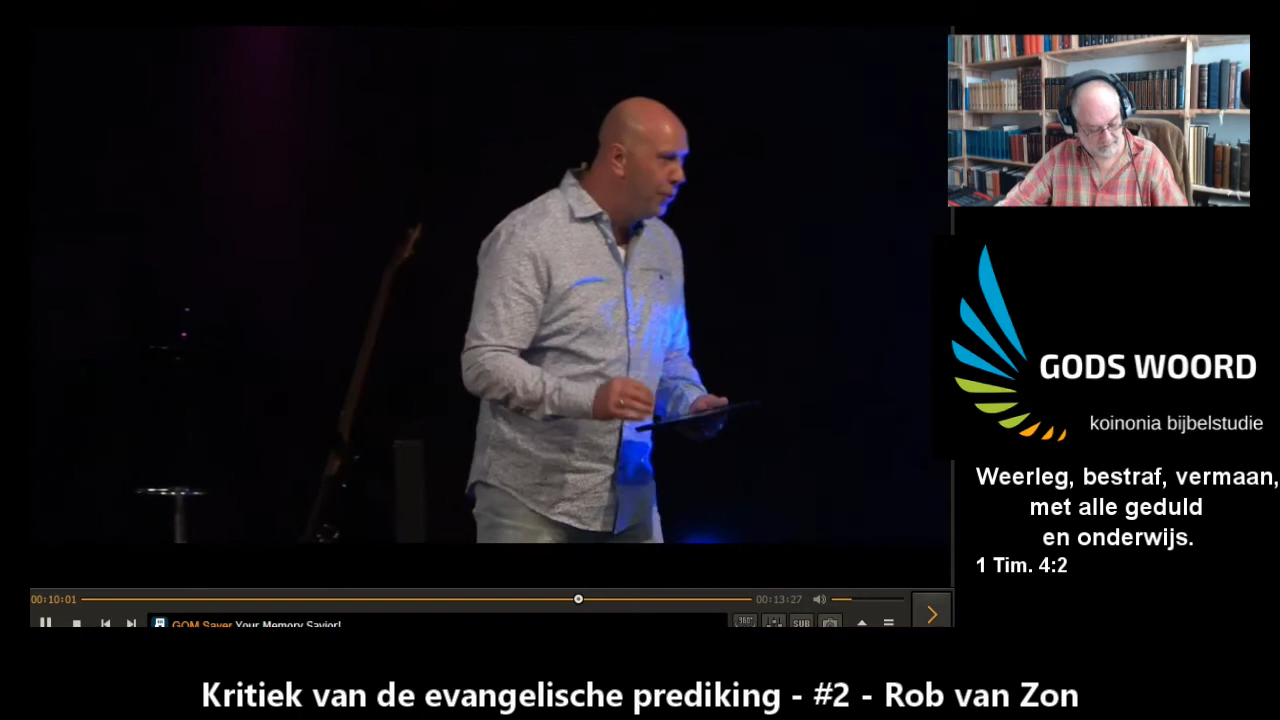 GODS WOORD
koinonia bijbelstudie
Weerleg, bestraf, vermaan,
met alle geduld
en onderwijs.
1 Tim. 4:2
00:10:01
00:13:27
GOM Saver Your Memory Savior!
360°
SUB
Kritiek van de evangelische prediking - #2 - Rob van Zon